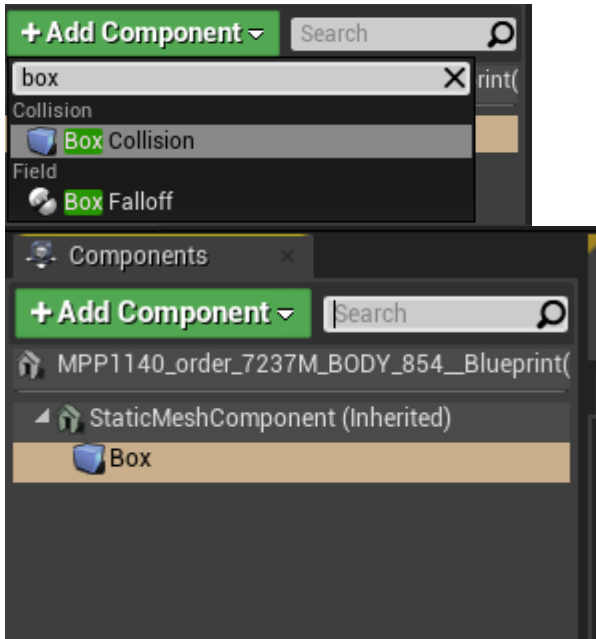 + Add Component
Search
box
rint(
Collision
Box Collision
Field
Box Falloff
Components
+ Add Component
Search
MPP1140_order_7237M_BODY_854__Blueprint(
StaticMeshComponent (Inherited)
Box